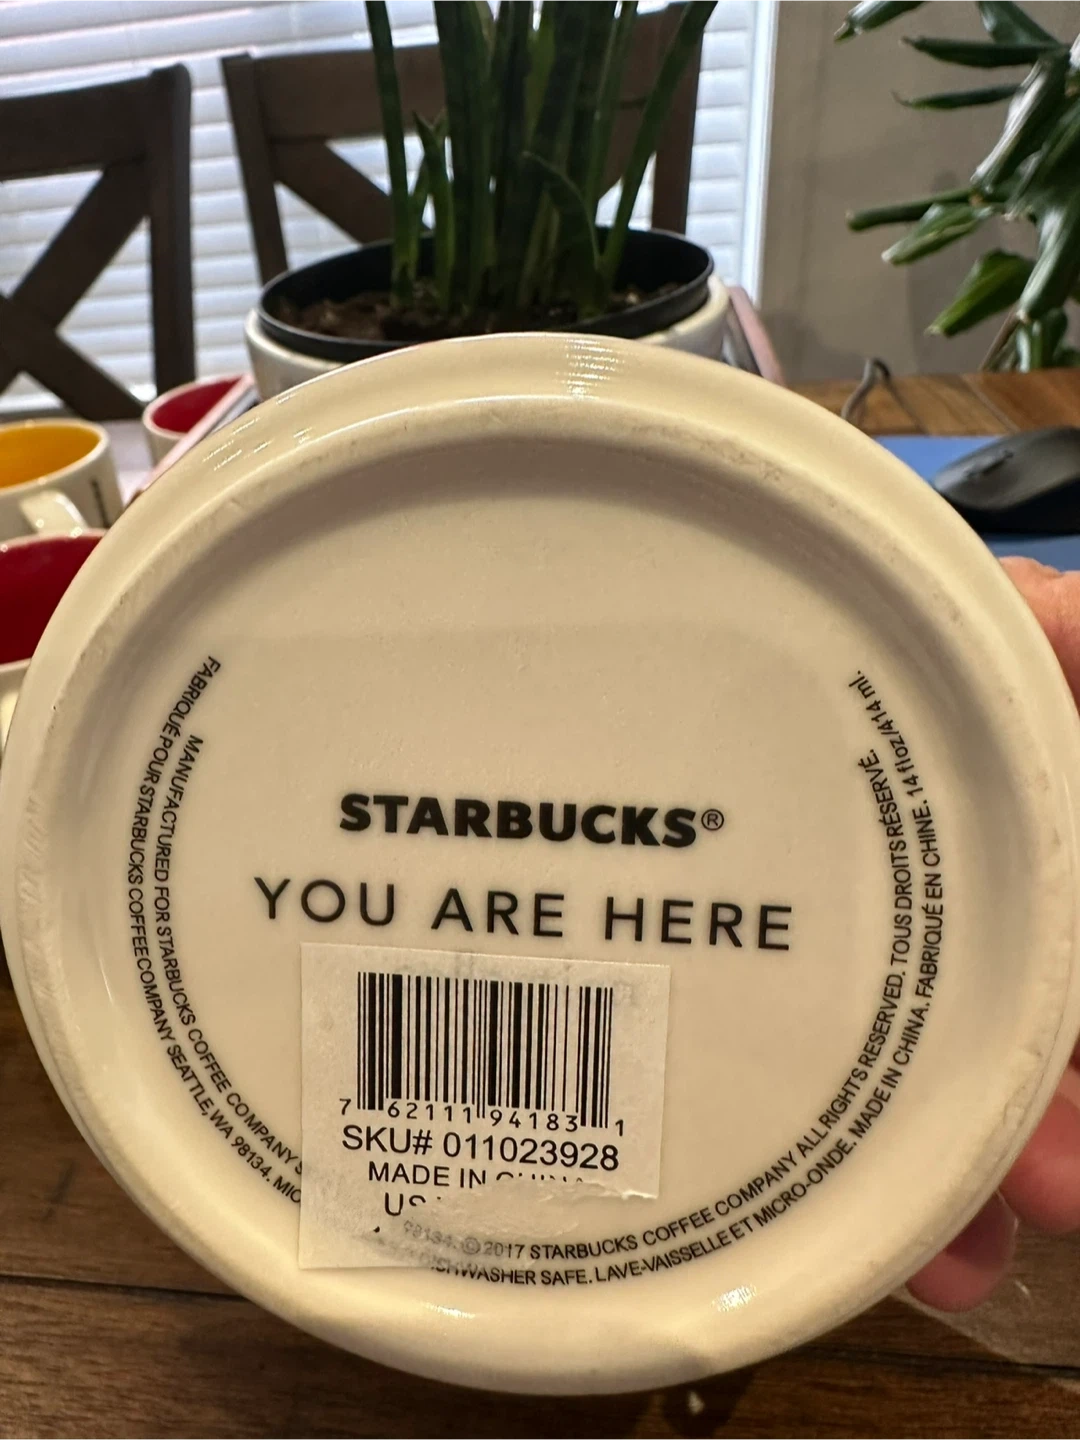 STARBUCKS®
YOU ARE HERE
7 62111 94183 1
SKU# 011023928
MADE IN
FABRIQUÉ POUR STARBUCKS COFFEE COMPANY SEATTLE, WA 98134.
DISHWASHER SAFE. LAVE-VAISSELLE ET MICRO-ONDE. MADE IN CHINA. FABRIQUÉ EN CHINE. 14 fl oz/414 ml.
MANUFACTURED FOR STARBUCKS COFFEE COMPANY
98134. © 2017 STARBUCKS COFFEE COMPANY ALL RIGHTS RESERVED. TOUS DROITS RÉSERVÉ.